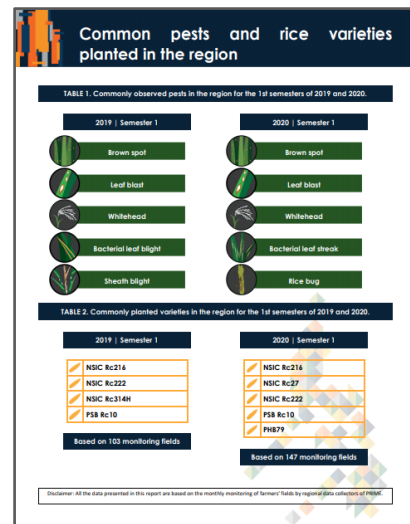 Common pests and rice varieties
planted in the region
TABLE 1. Commonly observed pests in the region for the 1st semesters of 2019 and 2020.
2019 | Semester 1
Brown spot
Leaf blast
Whitehead
Bacterial leaf blight
Sheath blight
2020 | Semester 1
Brown spot
Leaf blast
Whitehead
Bacterial leaf streak
Rice bug
TABLE 2. Commonly planted varieties in the region for the 1st semesters of 2019 and 2020.
2019 | Semester 1
NSIC Rc216
NSIC Rc222
NSIC Rc314H
PSB Rc10
Based on 103 monitoring fields
2020 | Semester 1
NSIC Rc216
NSIC Rc27
NSIC Rc222
PSB Rc10
PHB79
Based on 147 monitoring fields
Disclaimer: All the data presented in this report are based on the monthly monitoring of farmers' fields by regional data collectors of PRIME.